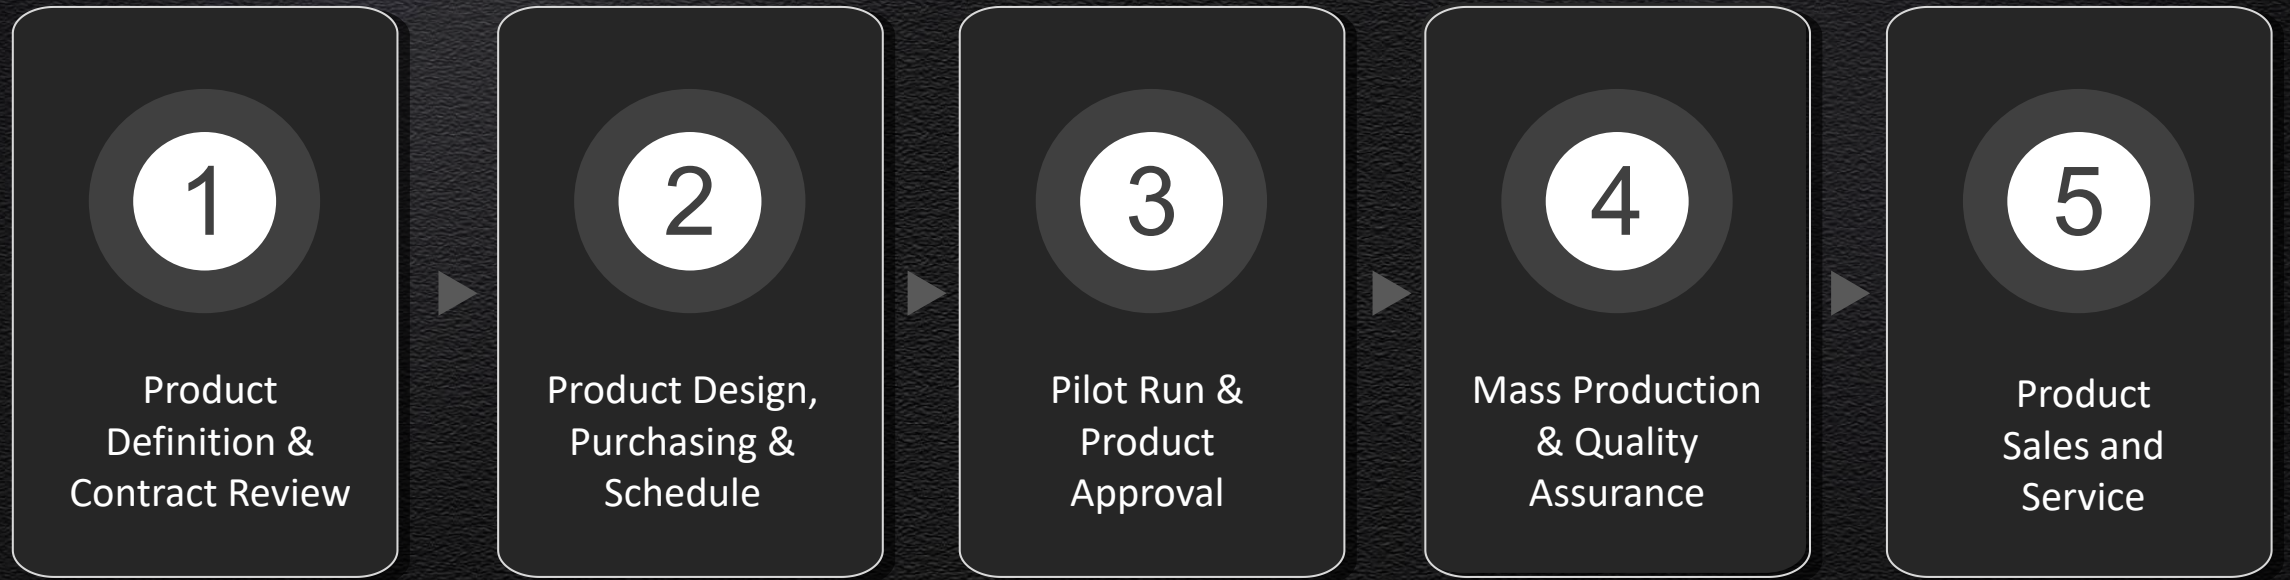 1
Product
Definition &
Contract Review
2
Product Design,
Purchasing &
Schedule
3
Pilot Run &
Product
Approval
4
Mass Production
& Quality
Assurance
5
Product
Sales and
Service